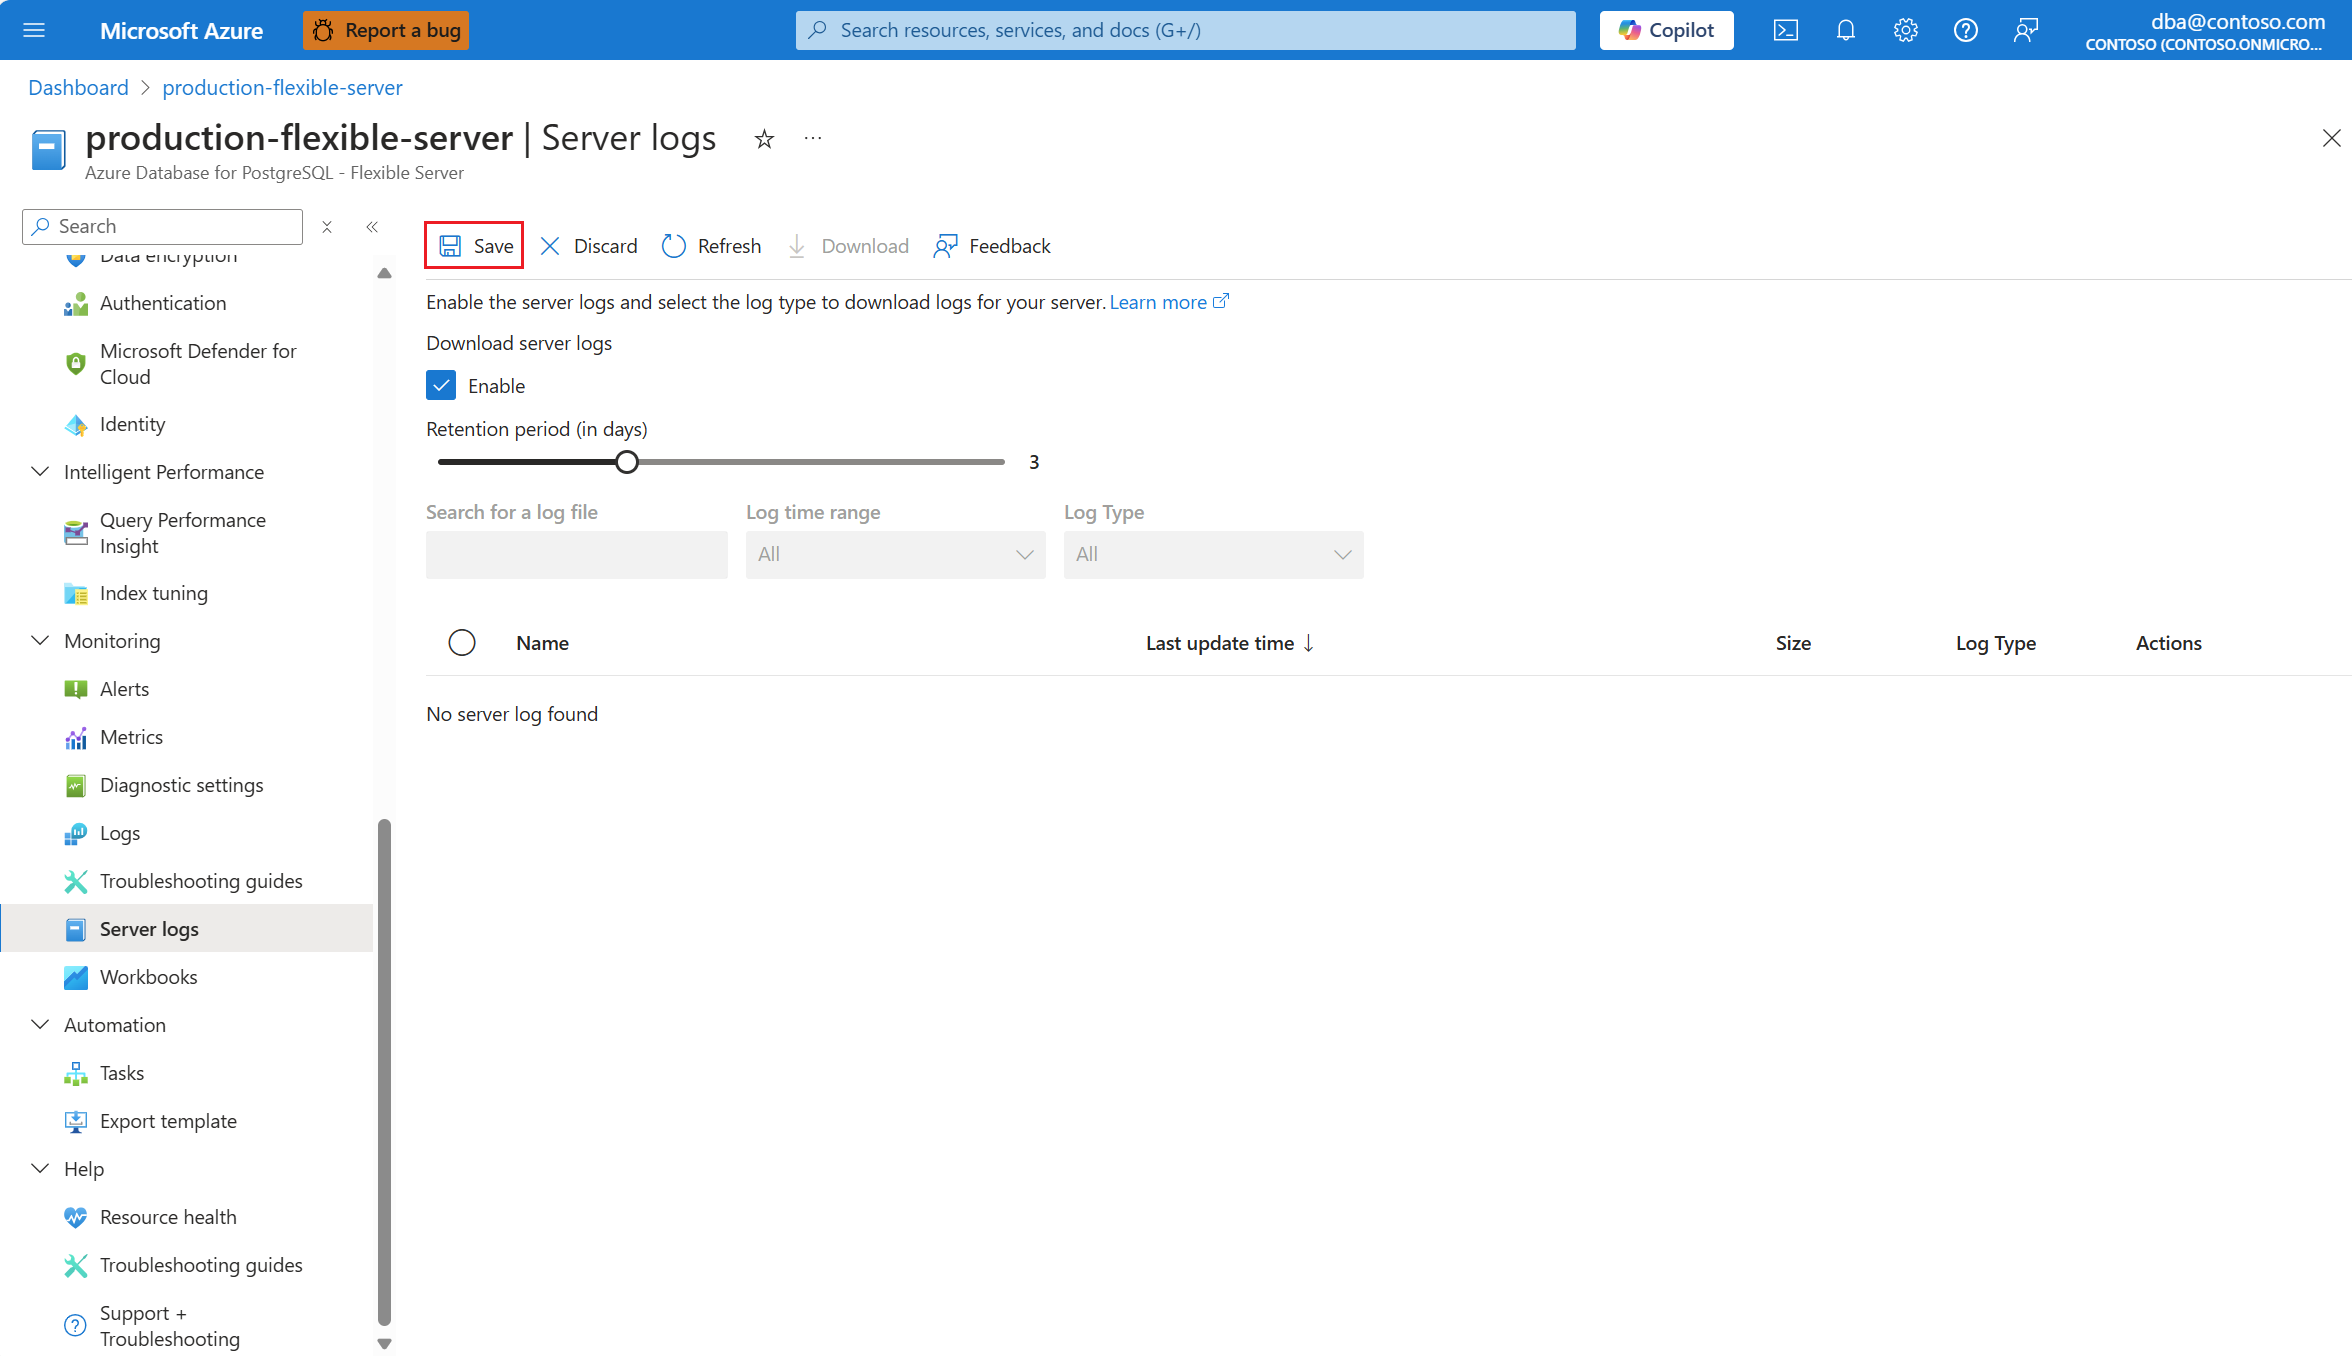 Microsoft Azure
Report a bug
Search resources, services, and docs (G+/)
Copilot
dba@contoso.com
CONTOSO (CONTOSO.ONMICRO...
Dashboard > production-flexible-server
production-flexible-server | Server logs
Azure Database for PostgreSQL - Flexible Server
Search
Data encryption
Authentication
Microsoft Defender for
Cloud
Identity
Intelligent Performance
Query Performance
Insight
Index tuning
Monitoring
Alerts
Metrics
Diagnostic settings
Logs
Troubleshooting guides
Server logs
Workbooks
Automation
Tasks
Export template
Help
Resource health
Troubleshooting guides
Support +
Troubleshooting
Save Discard Refresh Download Feedback
Enable the server logs and select the log type to download logs for your server. Learn more
Download server logs
Enable
Retention period (in days)
3
Search for a log file Log time range Log Type
All All
Name Last update time ↓ Size Log Type Actions
No server log found